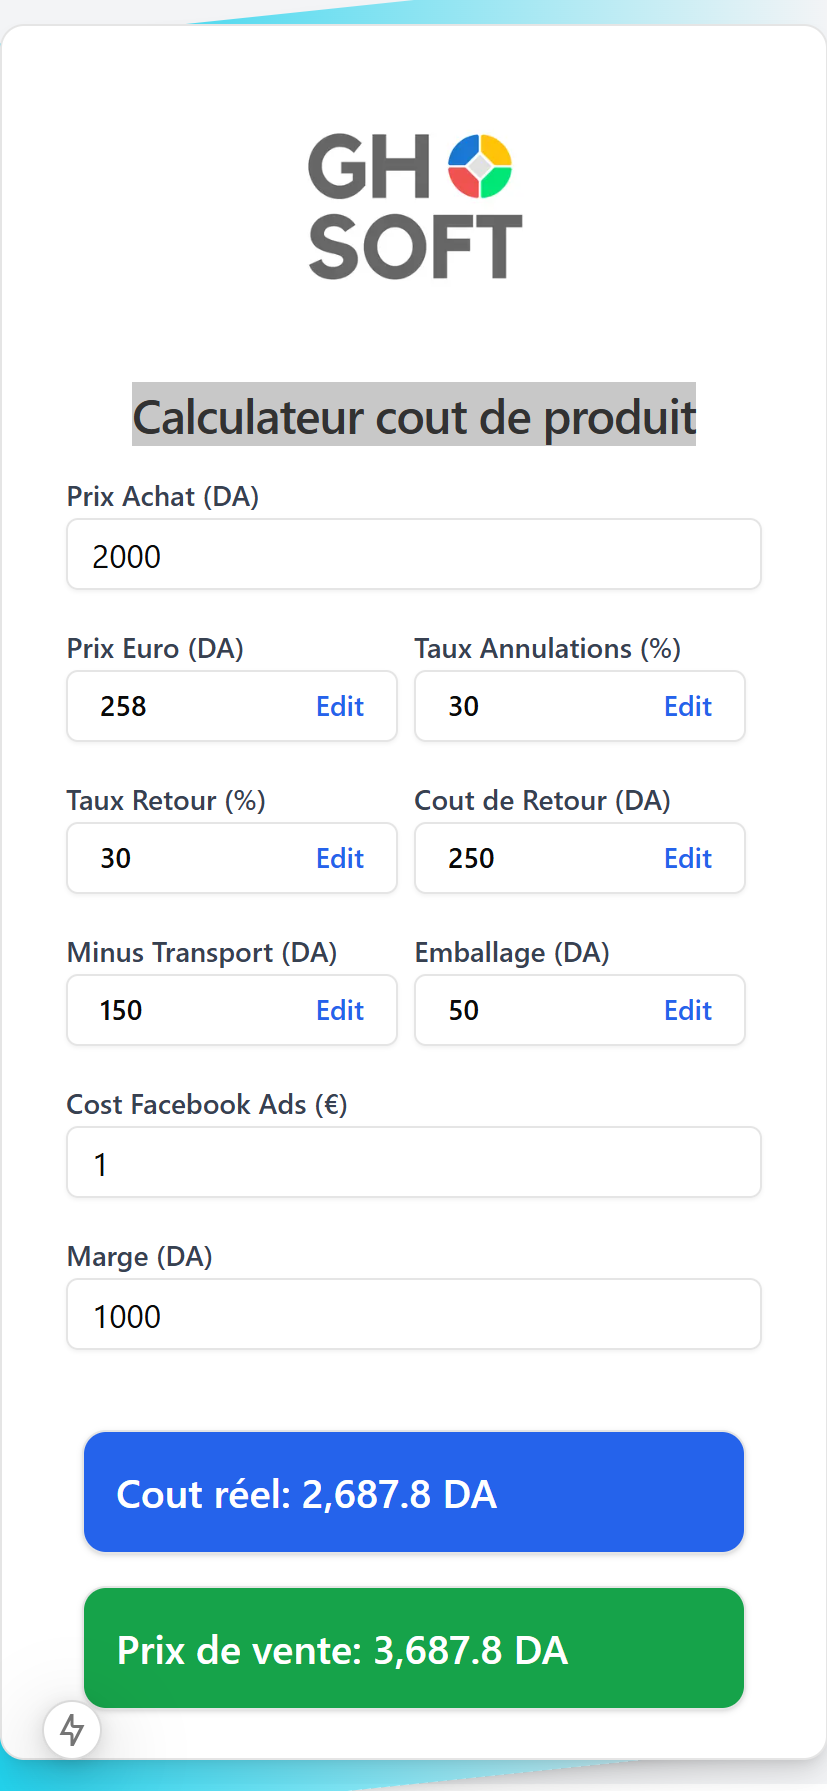 GH
SOFT
Calculateur cout de produit
Prix Achat (DA)
2000
Prix Euro (DA) Taux Annulations (%)
258 Edit 30 Edit
Taux Retour (%) Cout de Retour (DA)
30 Edit 250 Edit
Minus Transport (DA) Emballage (DA)
150 Edit 50 Edit
Cost Facebook Ads (€)
1
Marge (DA)
1000
Cout réel: 2,687.8 DA
Prix de vente: 3,687.8 DA